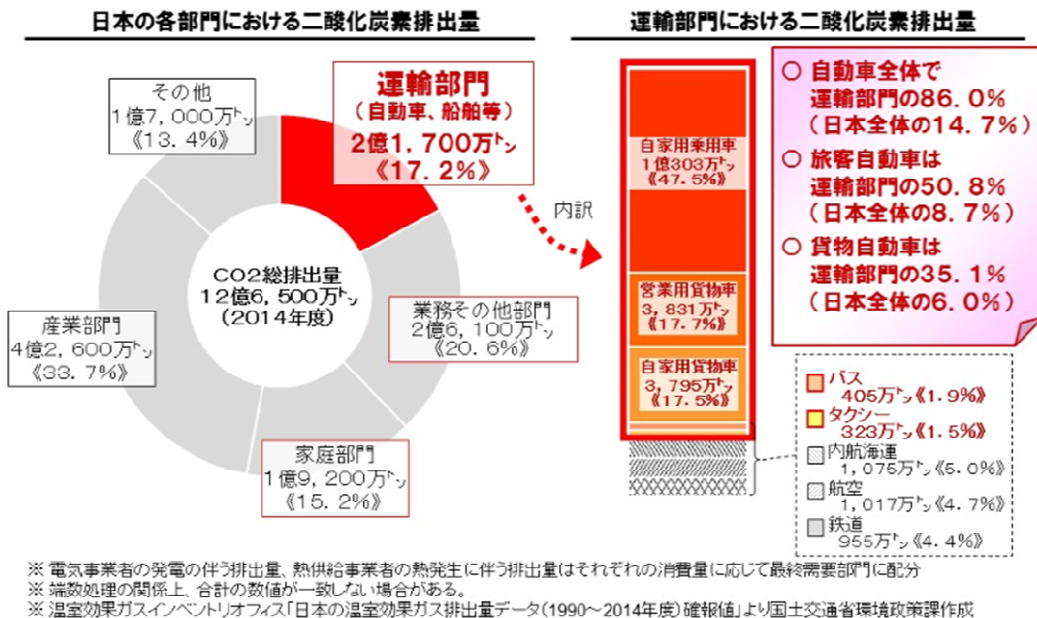 日本の各部門における二酸化炭素排出量
その他
1億7,000万㌧
《13.4%》
運輸部門
(自動車、船舶等)
2億1,700万㌧
《17.2%》
CO2総排出量
12億6,500万㌧
(2014年度)
産業部門
4億2,600万㌧
《33.7%》
業務その他部門
2億6,100万㌧
《20.6%》
家庭部門
1億9,200万㌧
《15.2%》
内訳
運輸部門における二酸化炭素排出量
自家用乗用車
1億303万㌧
《47.5%》
営業用貨物車
3,831万㌧
《17.7%》
自家用貨物車
3,795万㌧
《17.5%》
○ 自動車全体で
運輸部門の86.0%
(日本全体の14.7%)
○ 旅客自動車は
運輸部門の50.8%
(日本全体の8.7%)
○ 貨物自動車は
運輸部門の35.1%
(日本全体の6.0%)
バス
405万㌧《1.9%》
タクシー
323万㌧《1.5%》
内航海運
1,075万㌧《5.0%》
航空
1,017万㌧《4.7%》
鉄道
955万㌧《4.4%》
※ 電気事業者の発電の伴う排出量、熱供給事業者の熱発生に伴う排出量はそれぞれの消費量に応じて最終需要部門に配分
※ 端数処理の関係上、合計の数値が一致しない場合がある。
※ 温室効果ガスインベントリオフィス「日本の温室効果ガス排出量データ(1990～2014年度)確報値」より国土交通省環境政策課作成